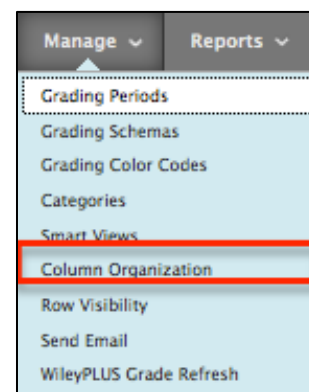 Manage Reports
Grading Periods
Grading Schemas
Grading Color Codes
Categories
Smart Views
Column Organization
Row Visibility
Send Email
WileyPLUS Grade Refresh